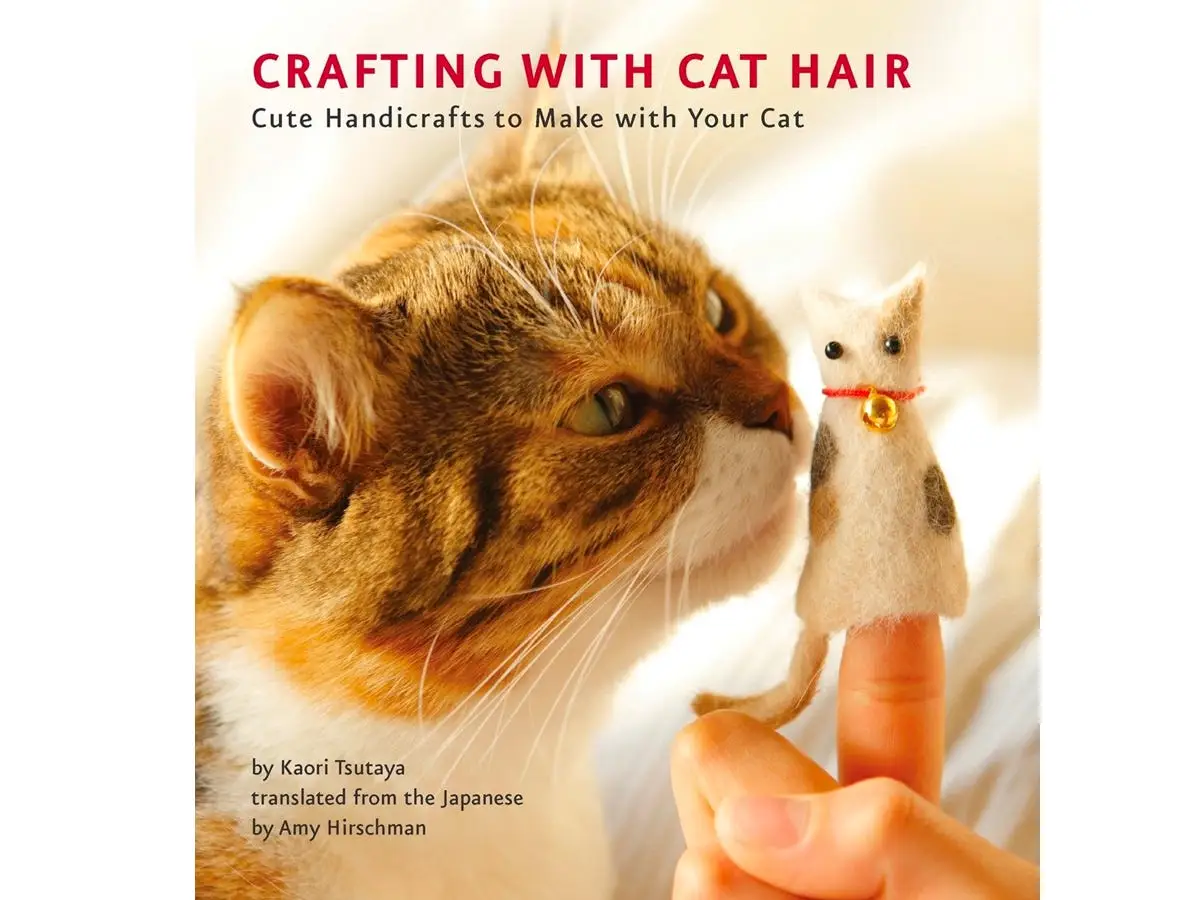 CRAFTING WITH CAT HAIR
Cute Handicrafts to Make with Your Cat
by Kaori Tsutaya
translated from the Japanese
by Amy Hirschman